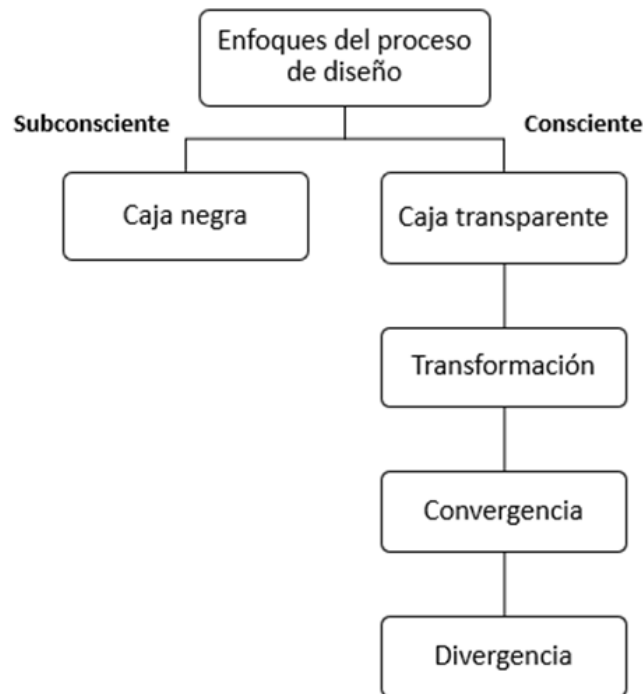 Enfoques del proceso
de diseño
Subconsciente
Consciente
Caja negra
Caja transparente
Transformación
Convergencia
Divergencia